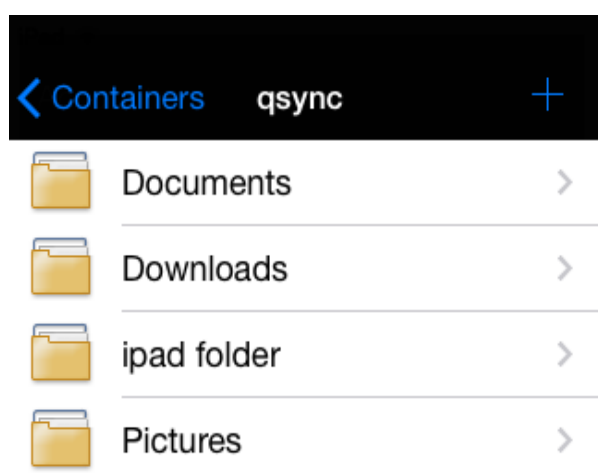 Containers qsync +
Documents
Downloads
ipad folder
Pictures